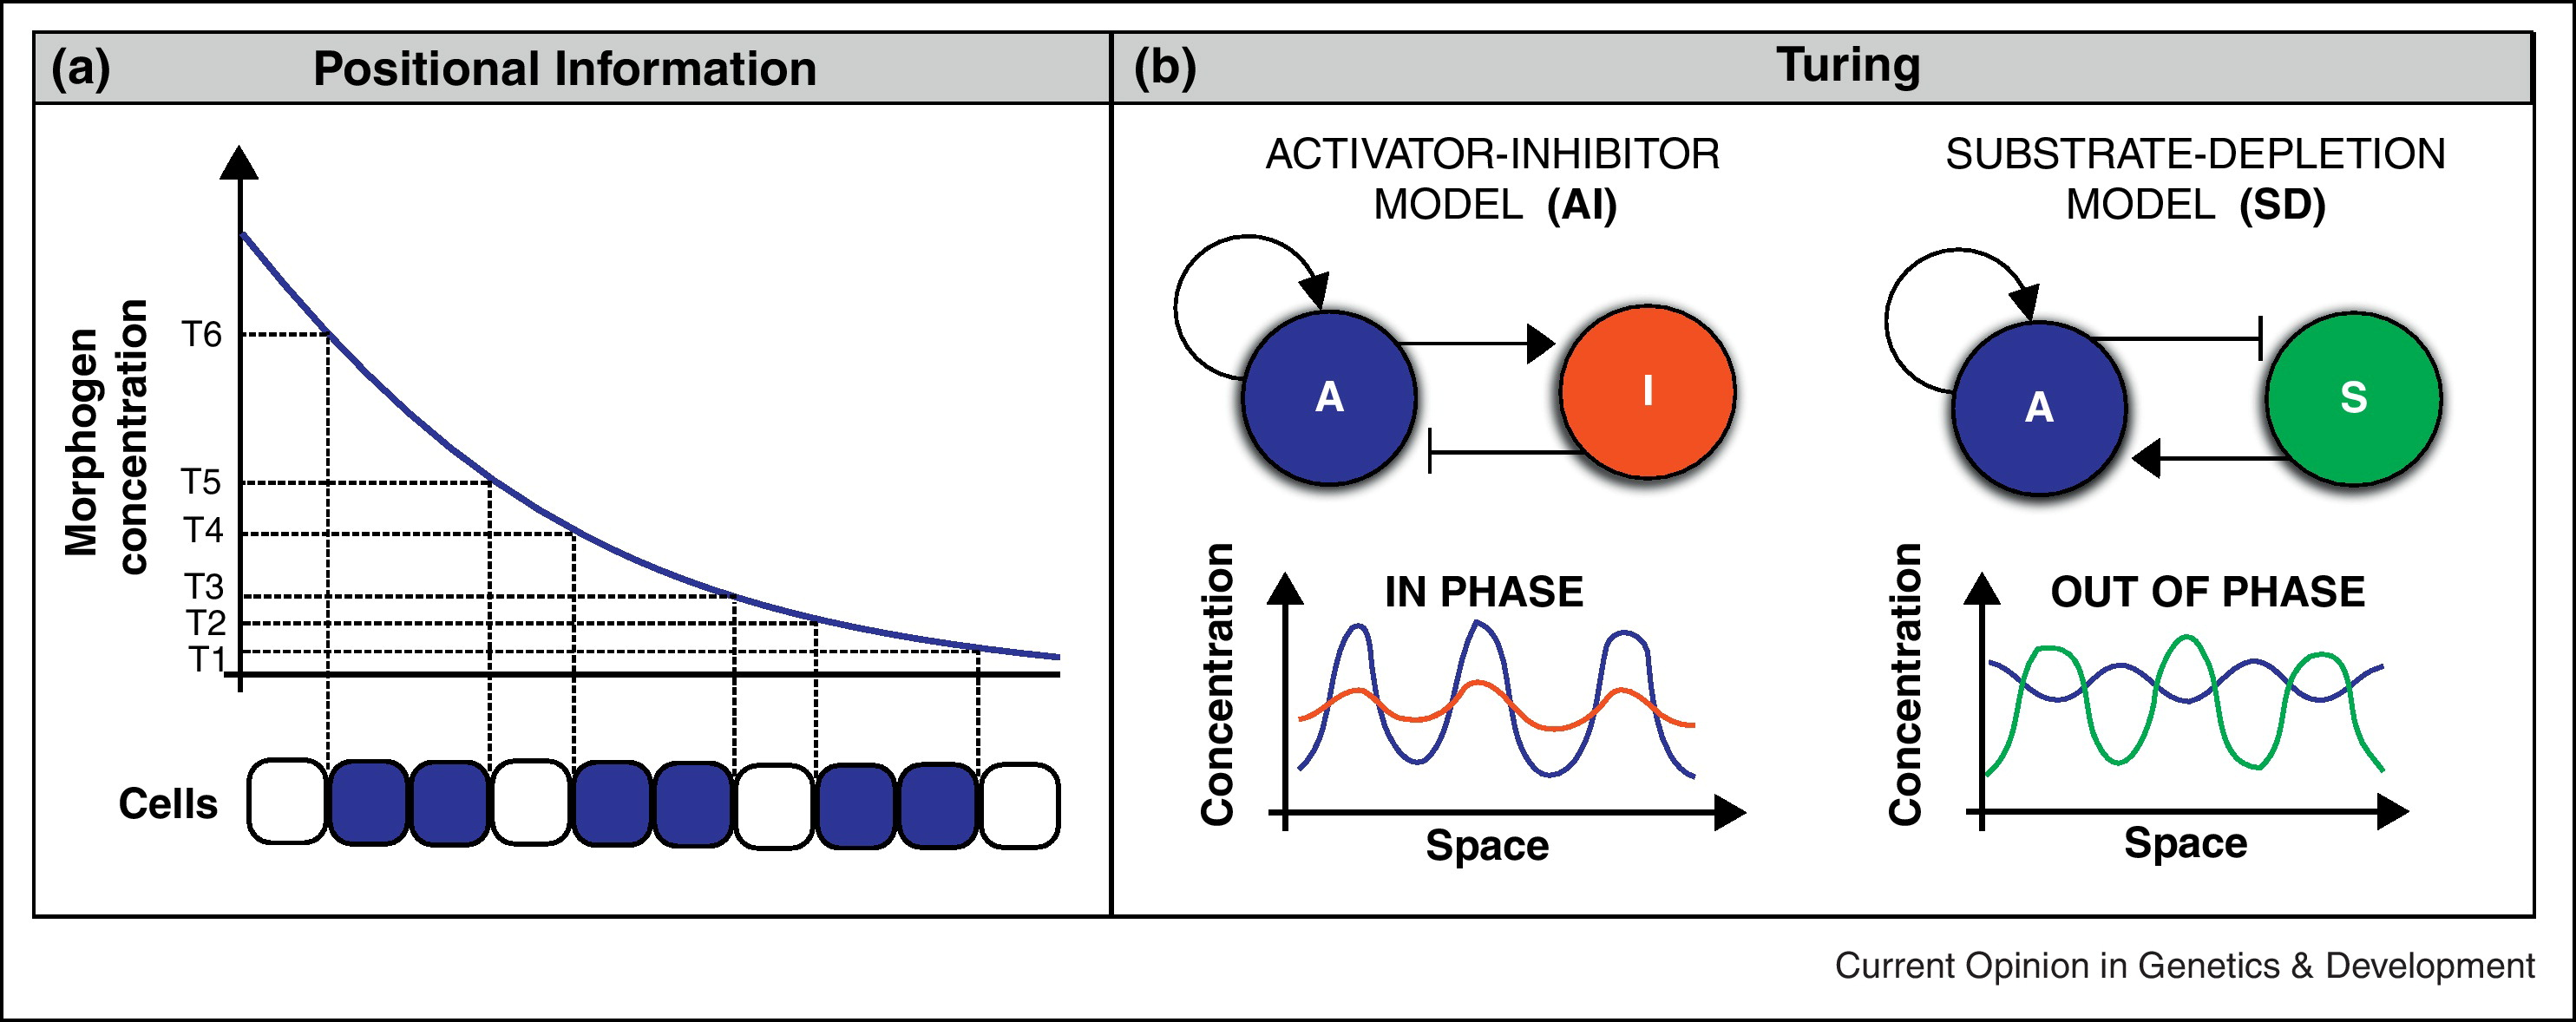 (a) Positional Information
Morphogen
concentration
T6
T5
T4
T3
T2
T1
Cells
(b) Turing
ACTIVATOR-INHIBITOR
MODEL (AI)
A
I
IN PHASE
Concentration
Space
SUBSTRATE-DEPLETION
MODEL (SD)
A
S
OUT OF PHASE
Concentration
Space
Current Opinion in Genetics & Development